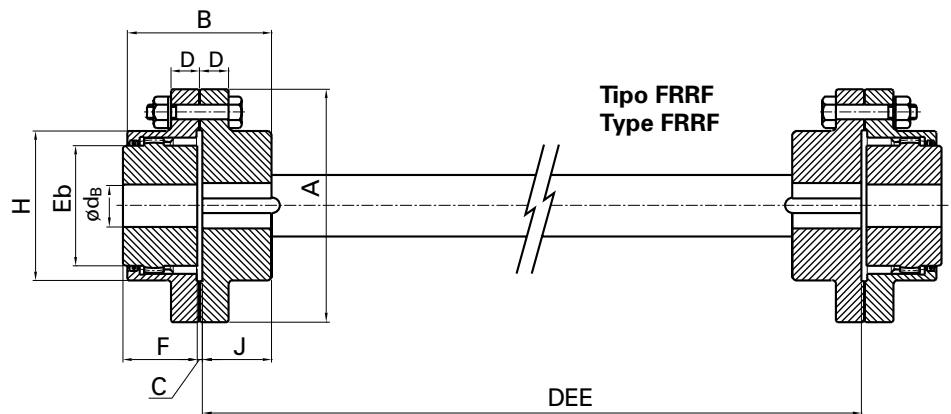 B
D D
Tipo FRRF
Type FRRF
H
Eb
ødB
A
F
J
C
DEE